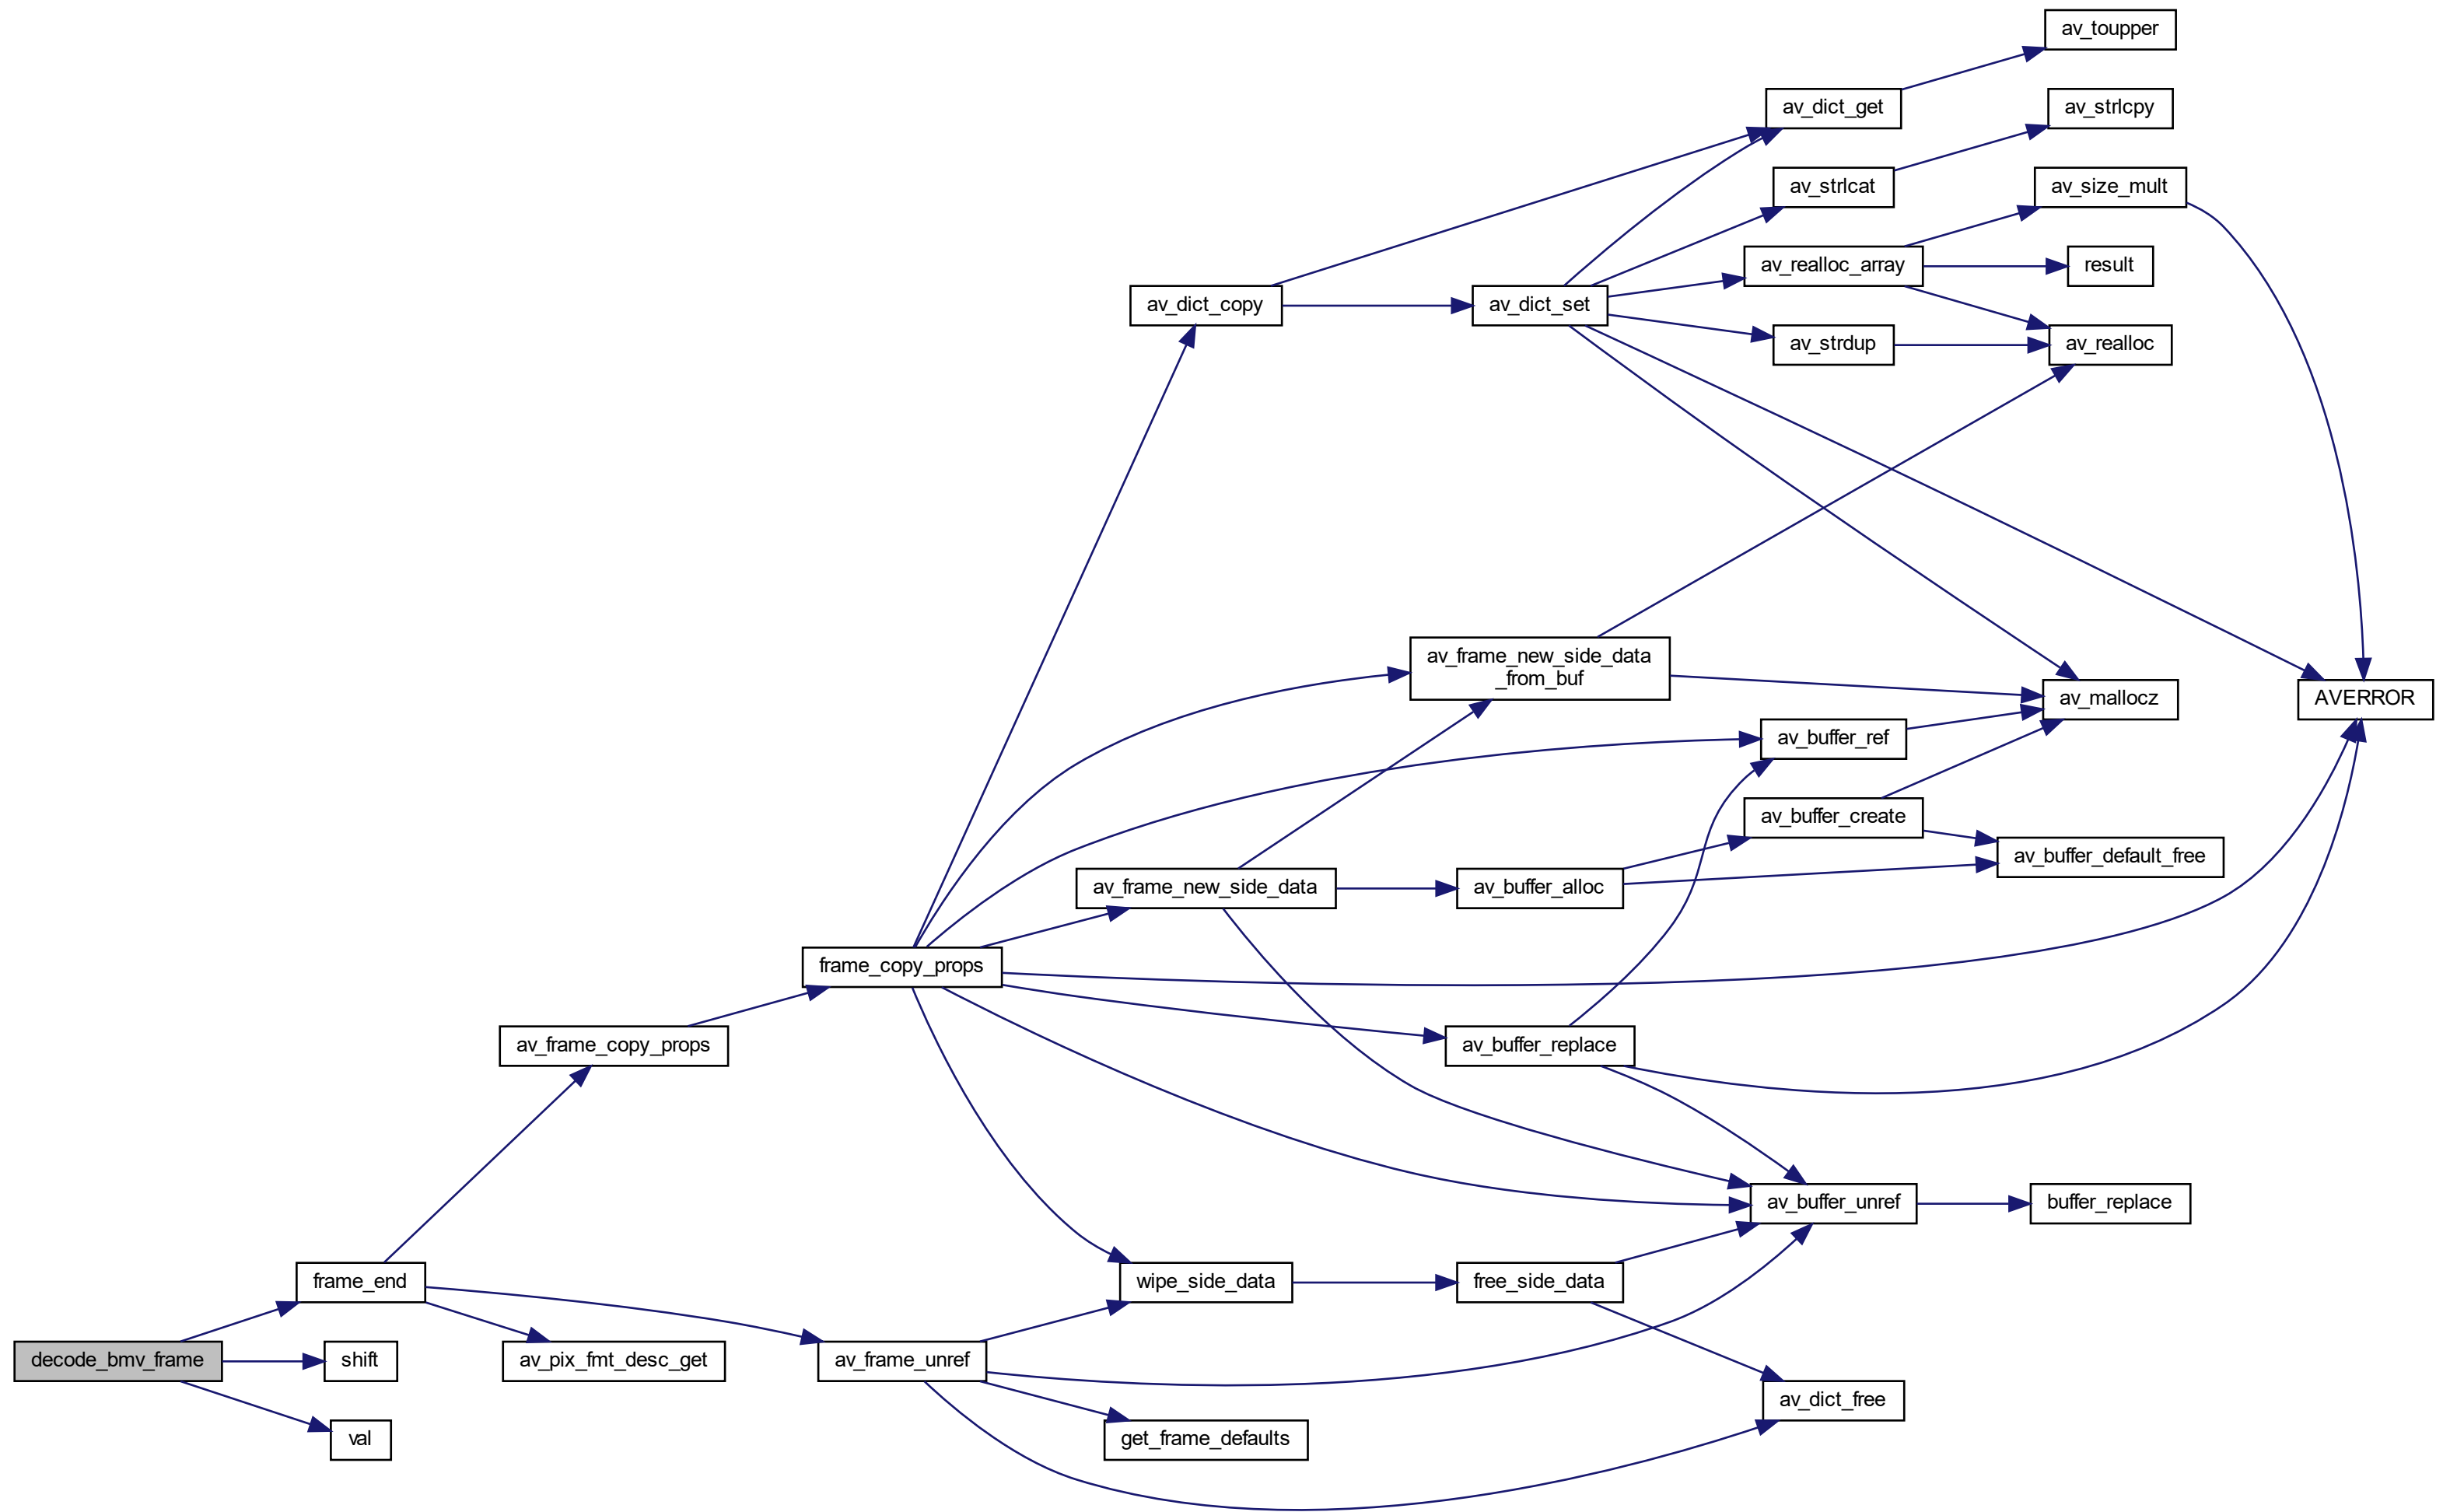 av_toupper
av_dict_get
av_strlcpy
av_strlcat
av_size_mult
av_realloc_array
result
av_dict_copy
av_dict_set
av_strdup
av_realloc
av_frame_new_side_data
_from_buf
av_mallocz
AVERROR
av_buffer_ref
av_buffer_create
av_buffer_default_free
av_frame_new_side_data
av_buffer_alloc
frame_copy_props
av_frame_copy_props
av_buffer_replace
av_buffer_unref
buffer_replace
frame_end
wipe_side_data
free_side_data
decode_bmv_frame
shift
av_pix_fmt_desc_get
av_frame_unref
av_dict_free
val
get_frame_defaults